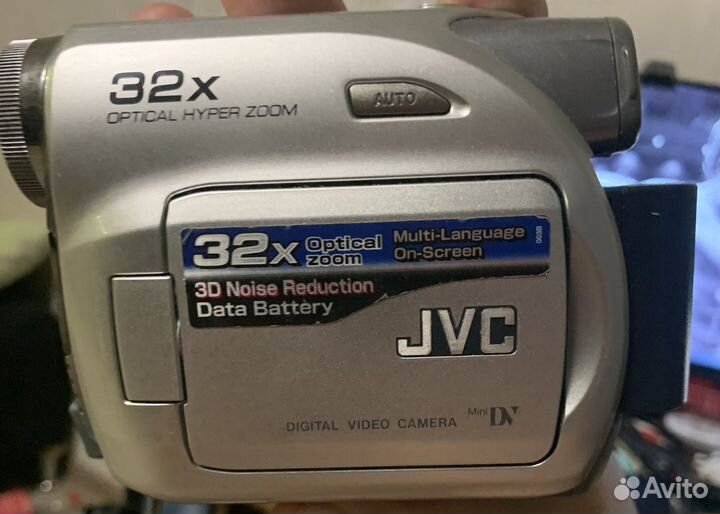 32x
OPTICAL HYPER ZOOM
AUTO
32x Optical zoom
Multi-Language
On-Screen
003B
3D Noise Reduction
Data Battery
JVC
DIGITAL VIDEO CAMERA
Mini DV
Avito